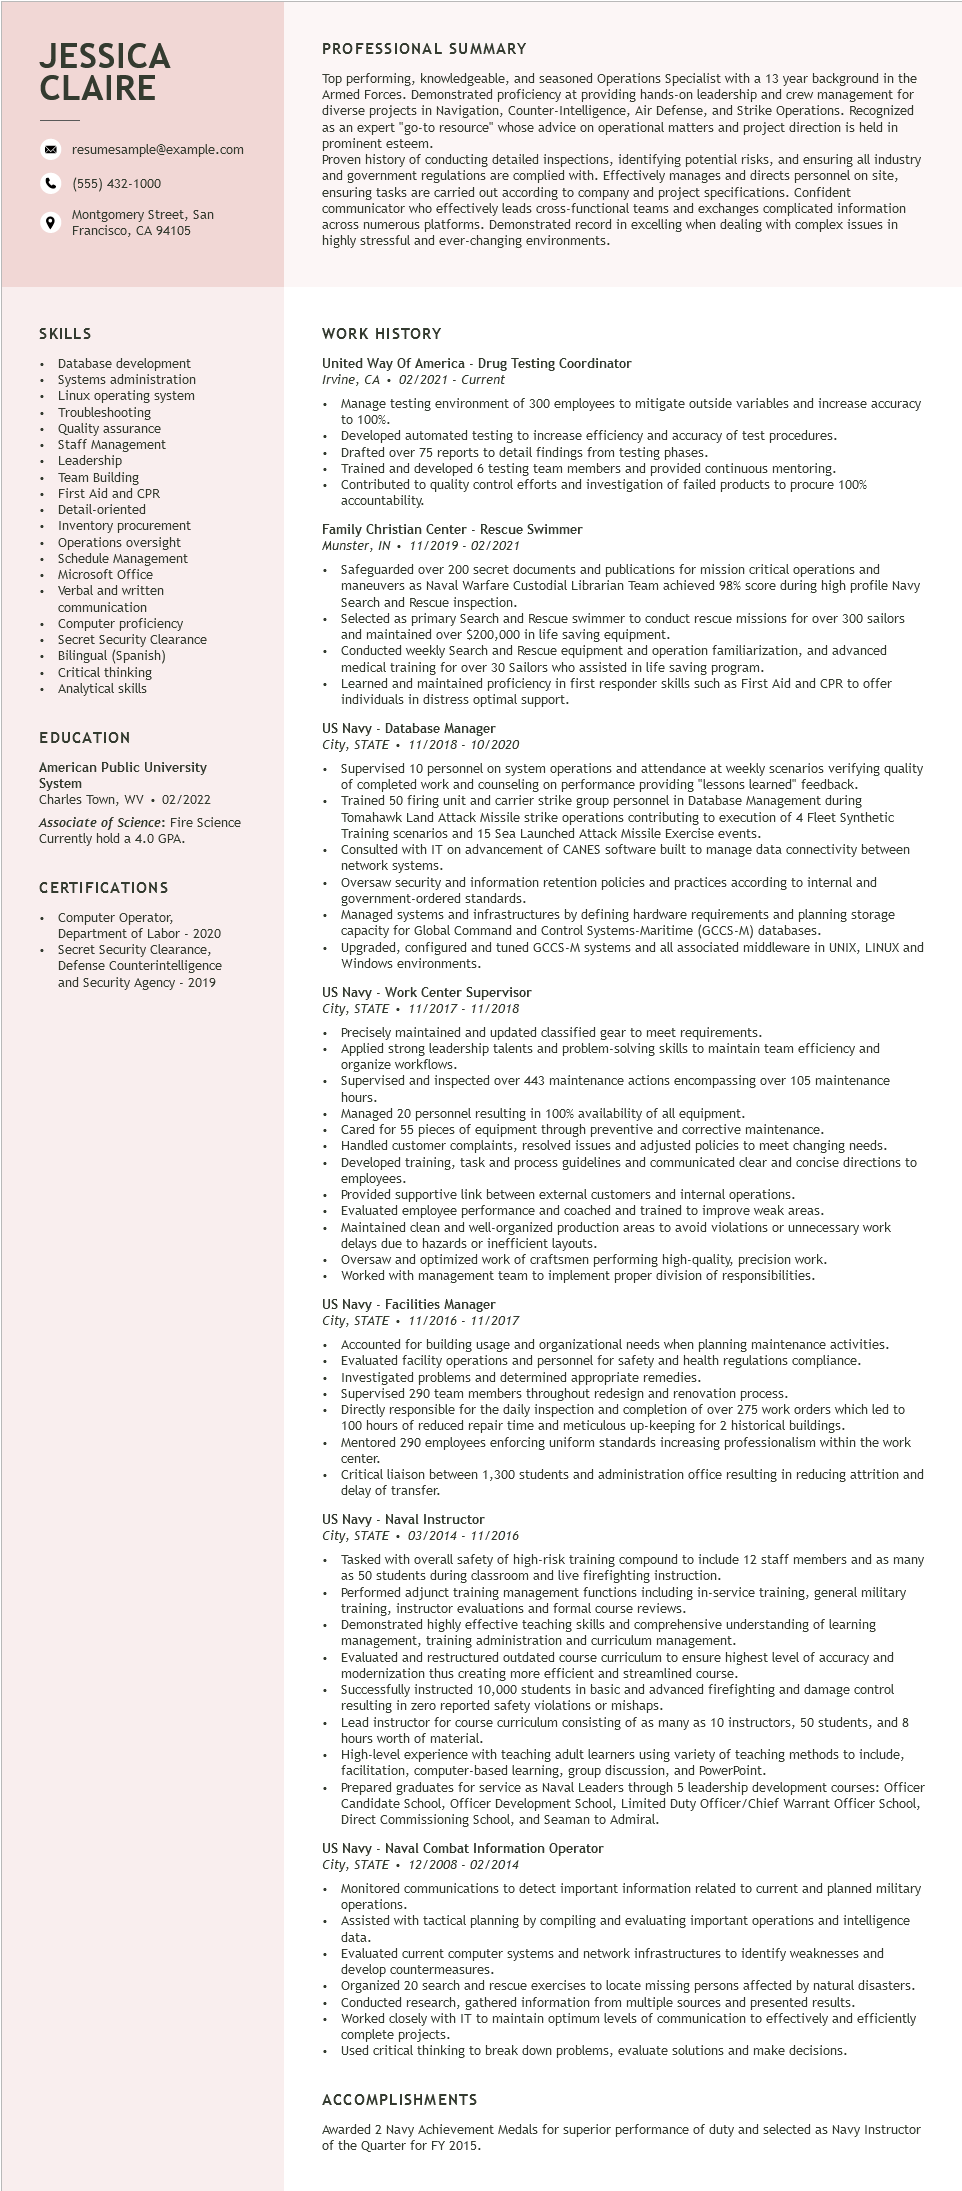 JESSICA
CLAIRE
resumesample@example.com
(555) 432-1000
Montgomery Street, San
Francisco, CA 94105
PROFESSIONAL SUMMARY
Top performing, knowledgeable, and seasoned Operations Specialist with a 13 year background in the
Armed Forces. Demonstrated proficiency at providing hands-on leadership and crew management for
diverse projects in Navigation, Counter-Intelligence, Air Defense, and Strike Operations. Recognized
as an expert "go-to resource" whose advice on operational matters and project direction is held in
prominent esteem.
Proven history of conducting detailed inspections, identifying potential risks, and ensuring all industry
and government regulations are complied with. Effectively manages and directs personnel on site,
ensuring tasks are carried out according to company and project specifications. Confident
communicator who effectively leads cross-functional teams and exchanges complicated information
across numerous platforms. Demonstrated record in excelling when dealing with complex issues in
highly stressful and ever-changing environments.
SKILLS
• Database development
• Systems administration
• Linux operating system
• Troubleshooting
• Quality assurance
• Staff Management
• Leadership
• Team Building
• First Aid and CPR
• Detail-oriented
• Inventory procurement
• Operations oversight
• Schedule Management
• Microsoft Office
• Verbal and written
communication
• Computer proficiency
• Secret Security Clearance
• Bilingual (Spanish)
• Critical thinking
• Analytical skills
EDUCATION
American Public University
System
Charles Town, WV • 02/2022
Associate of Science: Fire Science
Currently hold a 4.0 GPA.
CERTIFICATIONS
• Computer Operator,
Department of Labor - 2020
• Secret Security Clearance,
Defense Counterintelligence
and Security Agency - 2019
WORK HISTORY
United Way Of America - Drug Testing Coordinator
Irvine, CA • 02/2021 - Current
• Manage testing environment of 300 employees to mitigate outside variables and increase accuracy
to 100%.
• Developed automated testing to increase efficiency and accuracy of test procedures.
• Drafted over 75 reports to detail findings from testing phases.
• Trained and developed 6 testing team members and provided continuous mentoring.
• Contributed to quality control efforts and investigation of failed products to procure 100%
accountability.
Family Christian Center - Rescue Swimmer
Munster, IN • 11/2019 - 02/2021
• Safeguarded over 200 secret documents and publications for mission critical operations and
maneuvers as Naval Warfare Custodial Librarian Team achieved 98% score during high profile Navy
Search and Rescue inspection.
• Selected as primary Search and Rescue swimmer to conduct rescue missions for over 300 sailors
and maintained over $200,000 in life saving equipment.
• Conducted weekly Search and Rescue equipment and operation familiarization, and advanced
medical training for over 30 Sailors who assisted in life saving program.
• Learned and maintained proficiency in first responder skills such as First Aid and CPR to offer
individuals in distress optimal support.
US Navy - Database Manager
City, STATE • 11/2018 - 10/2020
• Supervised 10 personnel on system operations and attendance at weekly scenarios verifying quality
of completed work and counseling on performance providing "lessons learned" feedback.
• Trained 50 firing unit and carrier strike group personnel in Database Management during
Tomahawk Land Attack Missile strike operations contributing to execution of 4 Fleet Synthetic
Training scenarios and 15 Sea Launched Attack Missile Exercise events.
• Consulted with IT on advancement of CANES software built to manage data connectivity between
network systems.
• Oversaw security and information retention policies and practices according to internal and
government-ordered standards.
• Managed systems and infrastructures by defining hardware requirements and planning storage
capacity for Global Command and Control Systems-Maritime (GCCS-M) databases.
• Upgraded, configured and tuned GCCS-M systems and all associated middleware in UNIX, LINUX and
Windows environments.
US Navy - Work Center Supervisor
City, STATE • 11/2017 - 11/2018
• Precisely maintained and updated classified gear to meet requirements.
• Applied strong leadership talents and problem-solving skills to maintain team efficiency and
organize workflows.
• Supervised and inspected over 443 maintenance actions encompassing over 105 maintenance
hours.
• Managed 20 personnel resulting in 100% availability of all equipment.
• Cared for 55 pieces of equipment through preventive and corrective maintenance.
• Handled customer complaints, resolved issues and adjusted policies to meet changing needs.
• Developed training, task and process guidelines and communicated clear and concise directions to
employees.
• Provided supportive link between external customers and internal operations.
• Evaluated employee performance and coached and trained to improve weak areas.
• Maintained clean and well-organized production areas to avoid violations or unnecessary work
delays due to hazards or inefficient layouts.
• Oversaw and optimized work of craftsmen performing high-quality, precision work.
• Worked with management team to implement proper division of responsibilities.
US Navy - Facilities Manager
City, STATE • 11/2016 - 11/2017
• Accounted for building usage and organizational needs when planning maintenance activities.
• Evaluated facility operations and personnel for safety and health regulations compliance.
• Investigated problems and determined appropriate remedies.
• Supervised 290 team members throughout redesign and renovation process.
• Directly responsible for the daily inspection and completion of over 275 work orders which led to
100 hours of reduced repair time and meticulous up-keeping for 2 historical buildings.
• Mentored 290 employees enforcing uniform standards increasing professionalism within the work
center.
• Critical liaison between 1,300 students and administration office resulting in reducing attrition and
delay of transfer.
US Navy - Naval Instructor
City, STATE • 03/2014 - 11/2016
• Tasked with overall safety of high-risk training compound to include 12 staff members and as many
as 50 students during classroom and live firefighting instruction.
• Performed adjunct training management functions including in-service training, general military
training, instructor evaluations and formal course reviews.
• Demonstrated highly effective teaching skills and comprehensive understanding of learning
management, training administration and curriculum management.
• Evaluated and restructured outdated course curriculum to ensure highest level of accuracy and
modernization thus creating more efficient and streamlined course.
• Successfully instructed 10,000 students in basic and advanced firefighting and damage control
resulting in zero reported safety violations or mishaps.
• Lead instructor for course curriculum consisting of as many as 10 instructors, 50 students, and 8
hours worth of material.
• High-level experience with teaching adult learners using variety of teaching methods to include,
facilitation, computer-based learning, group discussion, and PowerPoint.
• Prepared graduates for service as Naval Leaders through 5 leadership development courses: Officer
Candidate School, Officer Development School, Limited Duty Officer/Chief Warrant Officer School,
Direct Commissioning School, and Seaman to Admiral.
US Navy - Naval Combat Information Operator
City, STATE • 12/2008 - 02/2014
• Monitored communications to detect important information related to current and planned military
operations.
• Assisted with tactical planning by compiling and evaluating important operations and intelligence
data.
• Evaluated current computer systems and network infrastructures to identify weaknesses and
develop countermeasures.
• Organized 20 search and rescue exercises to locate missing persons affected by natural disasters.
• Conducted research, gathered information from multiple sources and presented results.
• Worked closely with IT to maintain optimum levels of communication to effectively and efficiently
complete projects.
• Used critical thinking to break down problems, evaluate solutions and make decisions.
ACCOMPLISHMENTS
Awarded 2 Navy Achievement Medals for superior performance of duty and selected as Navy Instructor
of the Quarter for FY 2015.